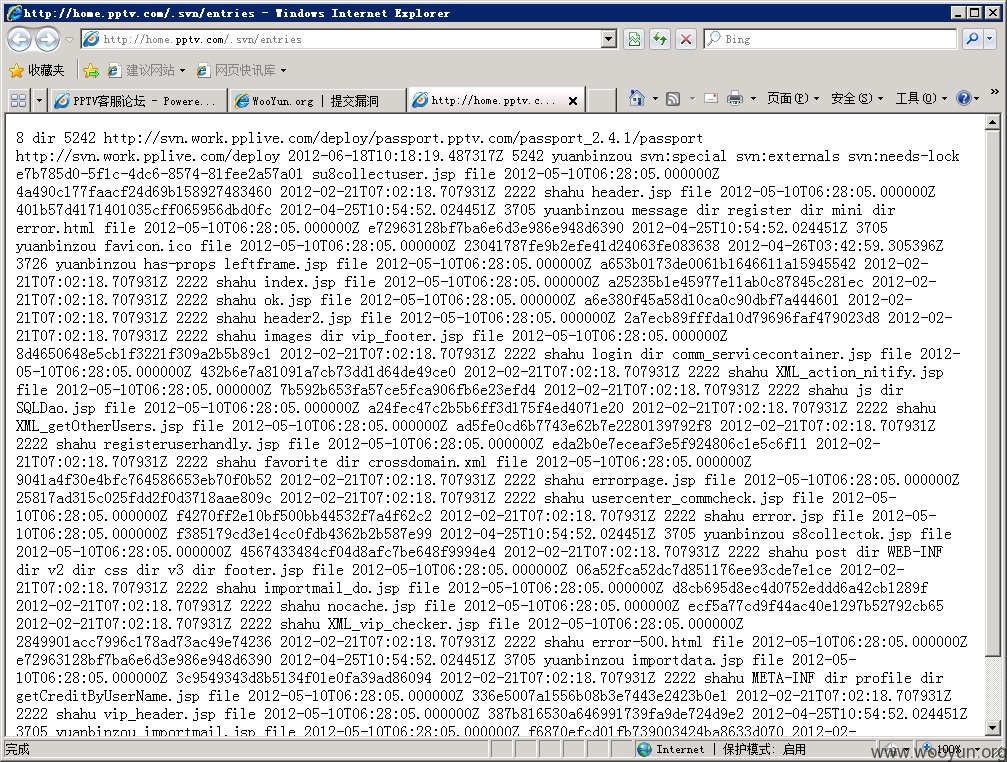 http://home.pptv.com/.svn/entries - Windows Internet Explorer
http://home.pptv.com/.svn/entries
Bing
收藏夹
建议网站
网页快讯库
PPTV客服论坛 - Powere...
WooYun.org | 提交漏洞
http://home.pptv.c...
页面(P)
安全(S)
工具(O)
8 dir 5242 http://svn.work.pplive.com/deploy/passport.pptv.com/passport_2.4.1/passport
http://svn.work.pplive.com/deploy 2012-06-18T10:18:19.487317Z 5242 yuanbinzou svn:special svn:externals svn:needs-lock
e7b785d0-5f1c-4dc6-8574-81fee2a57a01 su8collectuser.jsp file 2012-05-10T06:28:05.000000Z
4a490c177faacf24d69b158927483460 2012-02-21T07:02:18.707931Z 2222 shahu header.jsp file 2012-05-10T06:28:05.000000Z
401b57d4171401035cff065956dbd0fc 2012-04-25T10:54:52.024451Z 3705 yuanbinzou message dir register dir mini dir
error.html file 2012-05-10T06:28:05.000000Z e72963128bf7ba6e6d3e986e948d6390 2012-04-25T10:54:52.024451Z 3705
yuanbinzou favicon.ico file 2012-05-10T06:28:05.000000Z 23041787fe9b2efe41d24063fe083638 2012-04-26T03:42:59.305396Z
3726 yuanbinzou has-props leftframe.jsp file 2012-05-10T06:28:05.000000Z a653b0173de0061b1646611a15945542 2012-02-
21T07:02:18.707931Z 2222 shahu index.jsp file 2012-05-10T06:28:05.000000Z a25235b1e45977e11ab0c87845c281ec 2012-02-
21T07:02:18.707931Z 2222 shahu ok.jsp file 2012-05-10T06:28:05.000000Z a6e380f45a58d10ca0c90dbf7a444601 2012-02-
21T07:02:18.707931Z 2222 shahu header2.jsp file 2012-05-10T06:28:05.000000Z 2a7ecb89fffda10d79696faf479023d8 2012-02-
21T07:02:18.707931Z 2222 shahu images dir vip_footer.jsp file 2012-05-10T06:28:05.000000Z
8d4650648e5cb1f3221f309a2b5b89c1 2012-02-21T07:02:18.707931Z 2222 shahu login dir comm_servicecontainer.jsp file 2012-
05-10T06:28:05.000000Z 432b6e7a81091a7cb73dd1d64de49ce0 2012-02-21T07:02:18.707931Z 2222 shahu XML_action_nitify.jsp
file 2012-05-10T06:28:05.000000Z 7b592b653fa57ce5fca906fb6e23efd4 2012-02-21T07:02:18.707931Z 2222 shahu js dir
SQLDao.jsp file 2012-05-10T06:28:05.000000Z a24fec47c2b5b6ff3d175f4ed4071e20 2012-02-21T07:02:18.707931Z 2222 shahu
XML_getOtherUsers.jsp file 2012-05-10T06:28:05.000000Z ad5fe0cd6b7743e62b7e2280139792f8 2012-02-21T07:02:18.707931Z
2222 shahu registeruserhandly.jsp file 2012-05-10T06:28:05.000000Z eda2b0e7eceaf3e5f924806c1e5c6f11 2012-02-
21T07:02:18.707931Z 2222 shahu favorite dir crossdomain.xml file 2012-05-10T06:28:05.000000Z
9041a4f30e4bfc764586653eb70f0b52 2012-02-21T07:02:18.707931Z 2222 shahu errorpage.jsp file 2012-05-10T06:28:05.000000Z
25817ad315c025fdd2f0d3718aae809c 2012-02-21T07:02:18.707931Z 2222 shahu usercenter_commcheck.jsp file 2012-05-
10T06:28:05.000000Z f4270ff2e10bf500bb44532f7a4f62c2 2012-02-21T07:02:18.707931Z 2222 shahu error.jsp file 2012-05-
10T06:28:05.000000Z f385179cd3e14cc0fdb4362b2b587e99 2012-04-25T10:54:52.024451Z 3705 yuanbinzou s8collectok.jsp file
2012-05-10T06:28:05.000000Z 4567433484cf04d8afc7be648f9994e4 2012-02-21T07:02:18.707931Z 2222 shahu post dir WEB-INF
dir v2 dir css dir v3 dir footer.jsp file 2012-05-10T06:28:05.000000Z 06a52fca52dc7d851176ee93cde7e1ce 2012-02-
21T07:02:18.707931Z 2222 shahu importmail_do.jsp file 2012-05-10T06:28:05.000000Z d8cb695d8ec4d0752eddd6a42cb1289f
2012-02-21T07:02:18.707931Z 2222 shahu nocache.jsp file 2012-05-10T06:28:05.000000Z ecf5a77cd9f44ac40e1297b52792cb65
2012-02-21T07:02:18.707931Z 2222 shahu XML_vip_checker.jsp file 2012-05-10T06:28:05.000000Z
2849901acc7996c178ad73ac49e74236 2012-02-21T07:02:18.707931Z 2222 shahu error-500.html file 2012-05-10T06:28:05.000000Z
e72963128bf7ba6e6d3e986e948d6390 2012-04-25T10:54:52.024451Z 3705 yuanbinzou importdata.jsp file 2012-05-
10T06:28:05.000000Z 3c9549343d8b5134f01e0fa39ad86094 2012-02-21T07:02:18.707931Z 2222 shahu META-INF dir profile dir
getCreditByUserName.jsp file 2012-05-10T06:28:05.000000Z 336e5007a1556b08b3e7443e2423b0e1 2012-02-21T07:02:18.707931Z
2222 shahu vip_header.jsp file 2012-05-10T06:28:05.000000Z 387b816530a646991739fa9de724d9e2 2012-04-25T10:54:52.024451Z
3705 yuanbinzou importmail.jsp file 2012-05-10T06:28:05.000000Z f6870efcd01fb739003424ba8633d070 2012-02-
完成
Internet | 保护模式: 启用
100%
www.wooyun.org